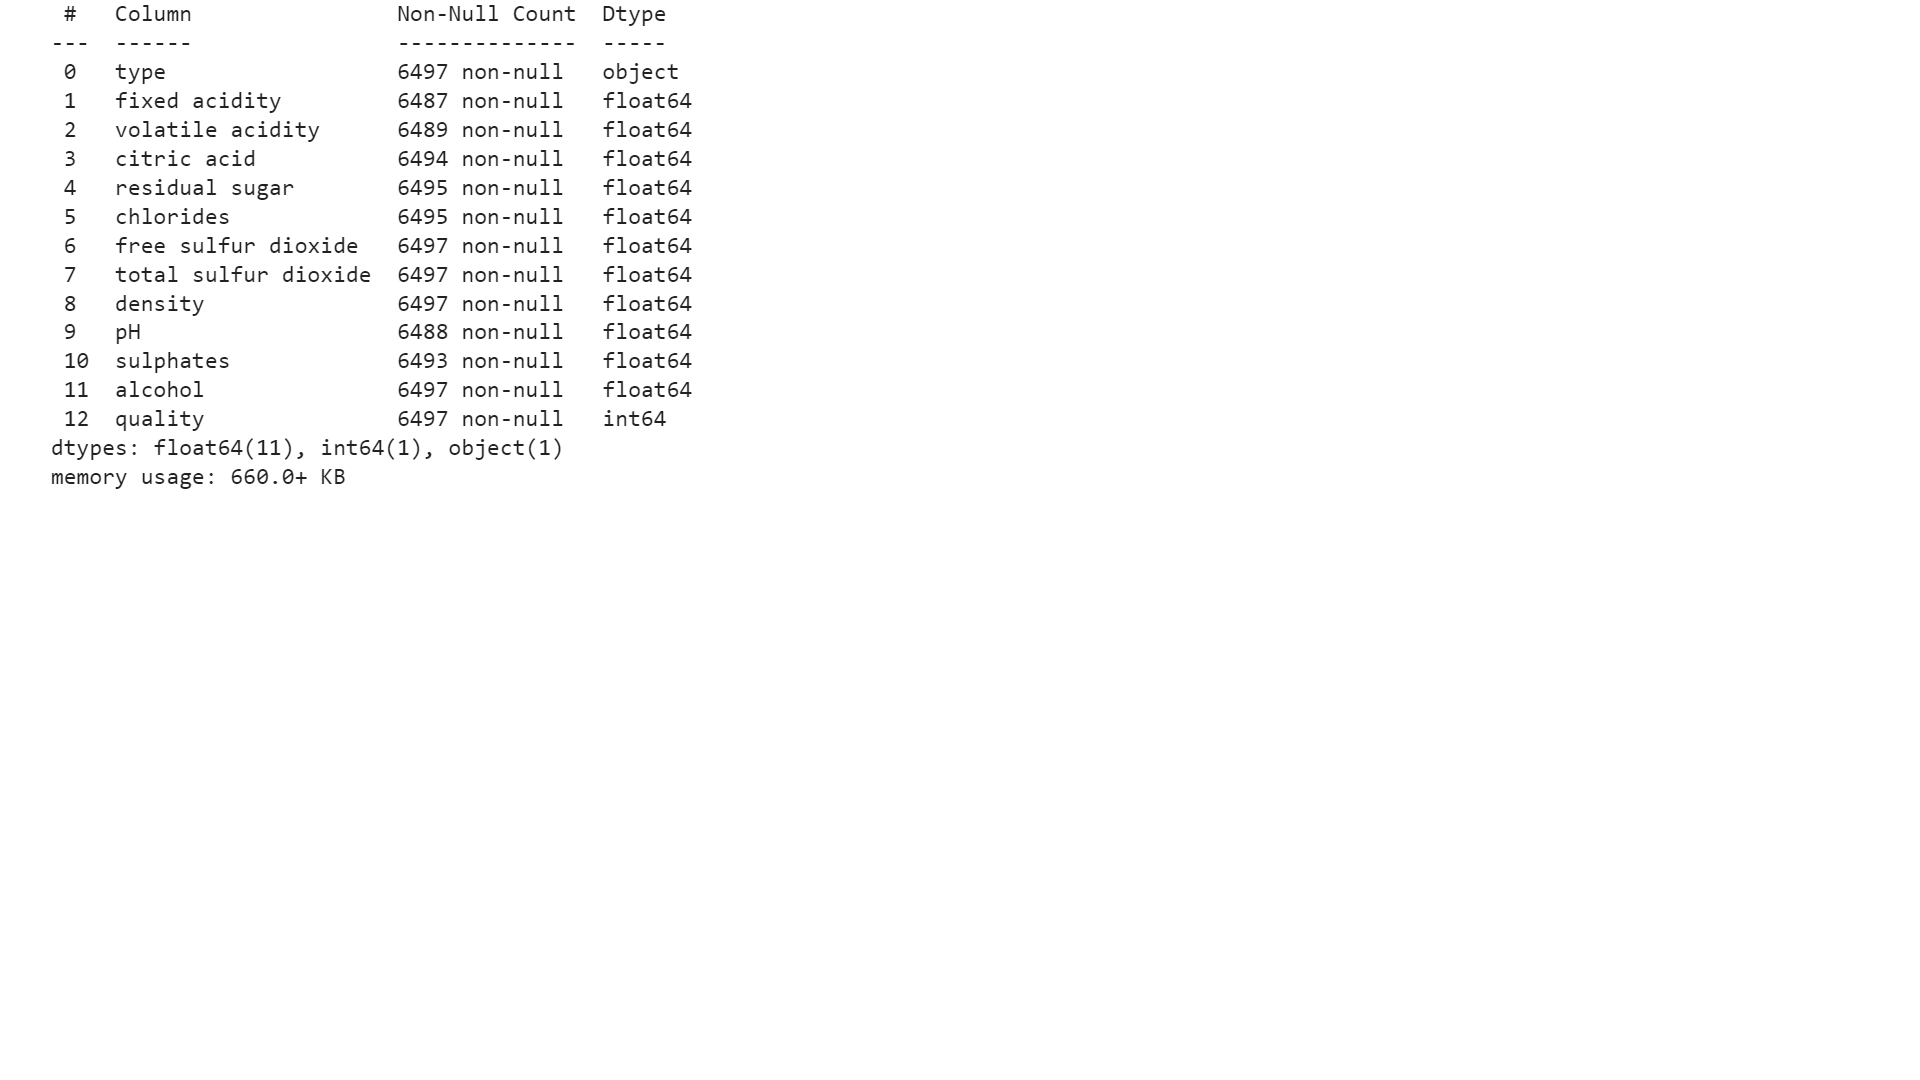 #   Column                Non-Null Count  Dtype
---  ------                --------------  -----
0   type                  6497 non-null   object
1   fixed acidity         6487 non-null   float64
2   volatile acidity      6489 non-null   float64
3   citric acid           6494 non-null   float64
4   residual sugar        6495 non-null   float64
5   chlorides             6495 non-null   float64
6   free sulfur dioxide   6497 non-null   float64
7   total sulfur dioxide  6497 non-null   float64
8   density               6497 non-null   float64
9   pH                    6488 non-null   float64
10  sulphates             6493 non-null   float64
11  alcohol               6497 non-null   float64
12  quality               6497 non-null   int64
dtypes: float64(11), int64(1), object(1)
memory usage: 660.0+ KB